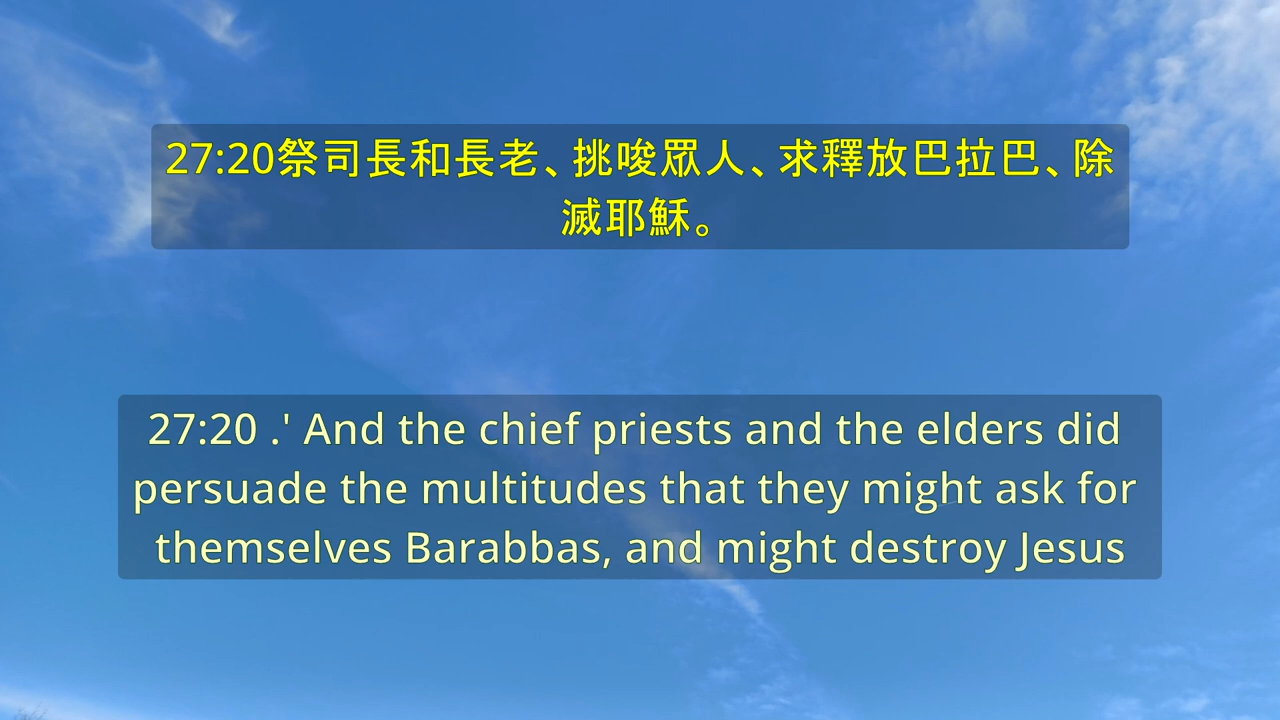 27:20祭司長和長老、挑唆眾人、求釋放巴拉巴、除
滅耶穌。
27:20 .' And the chief priests and the elders did
persuade the multitudes that they might ask for
themselves Barabbas, and might destroy Jesus